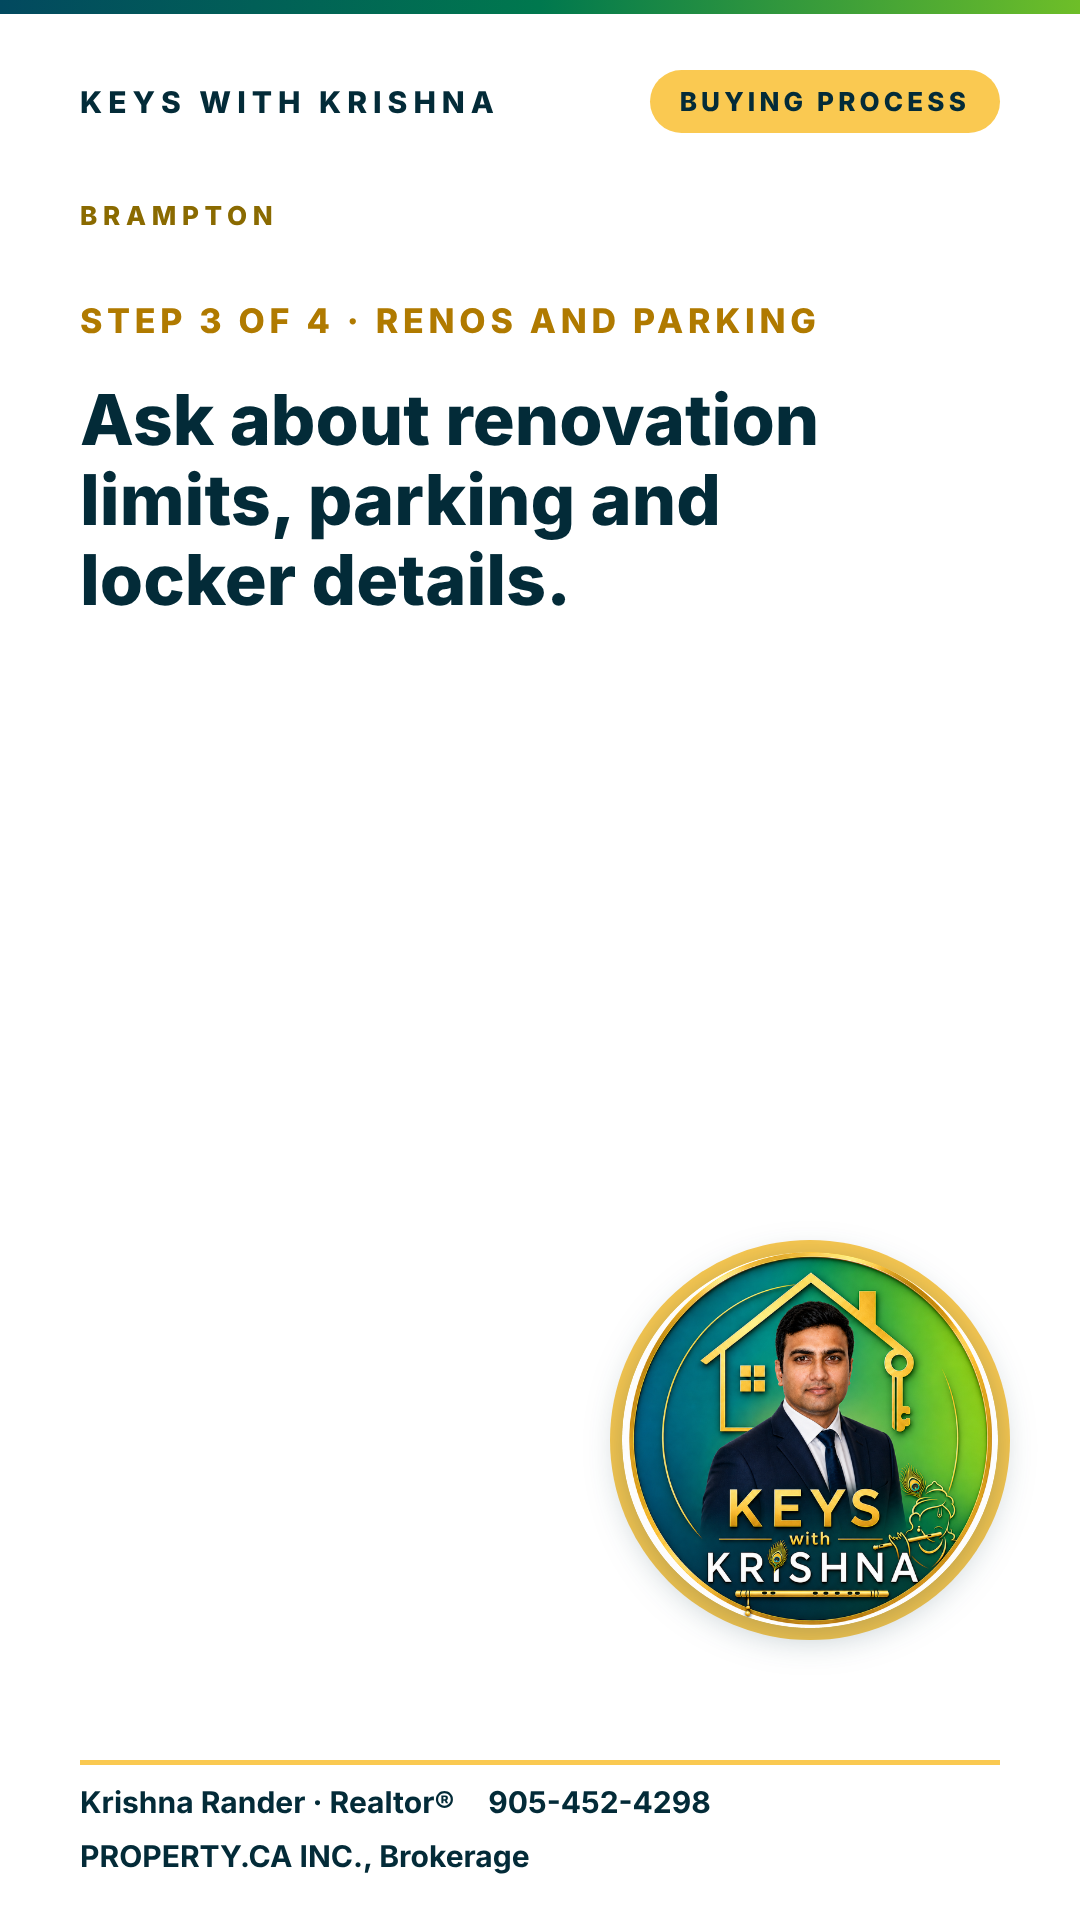 KEYS WITH KRISHNA
BUYING PROCESS
BRAMPTON
STEP 3 OF 4 · RENOS AND PARKING
Ask about renovation
limits, parking and
locker details.
KEYS
with
KRISHNA
Krishna Rander · Realtor® 905-452-4298
PROPERTY.CA INC., Brokerage